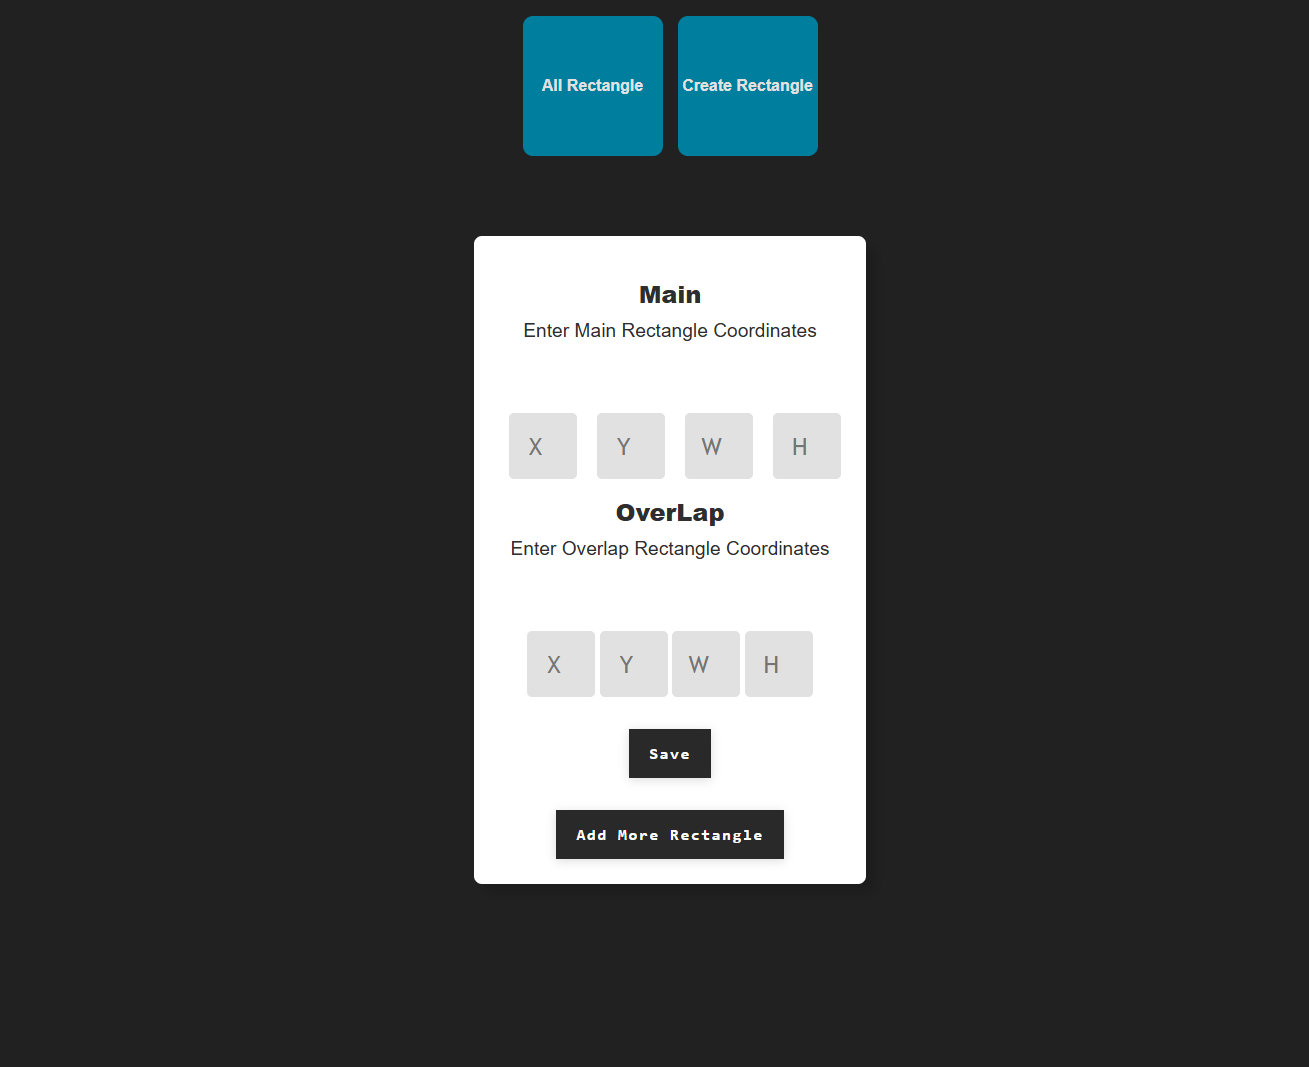 All Rectangle
Create Rectangle
Main
Enter Main Rectangle Coordinates
X Y W H
OverLap
Enter Overlap Rectangle Coordinates
X Y W H
Save
Add More Rectangle